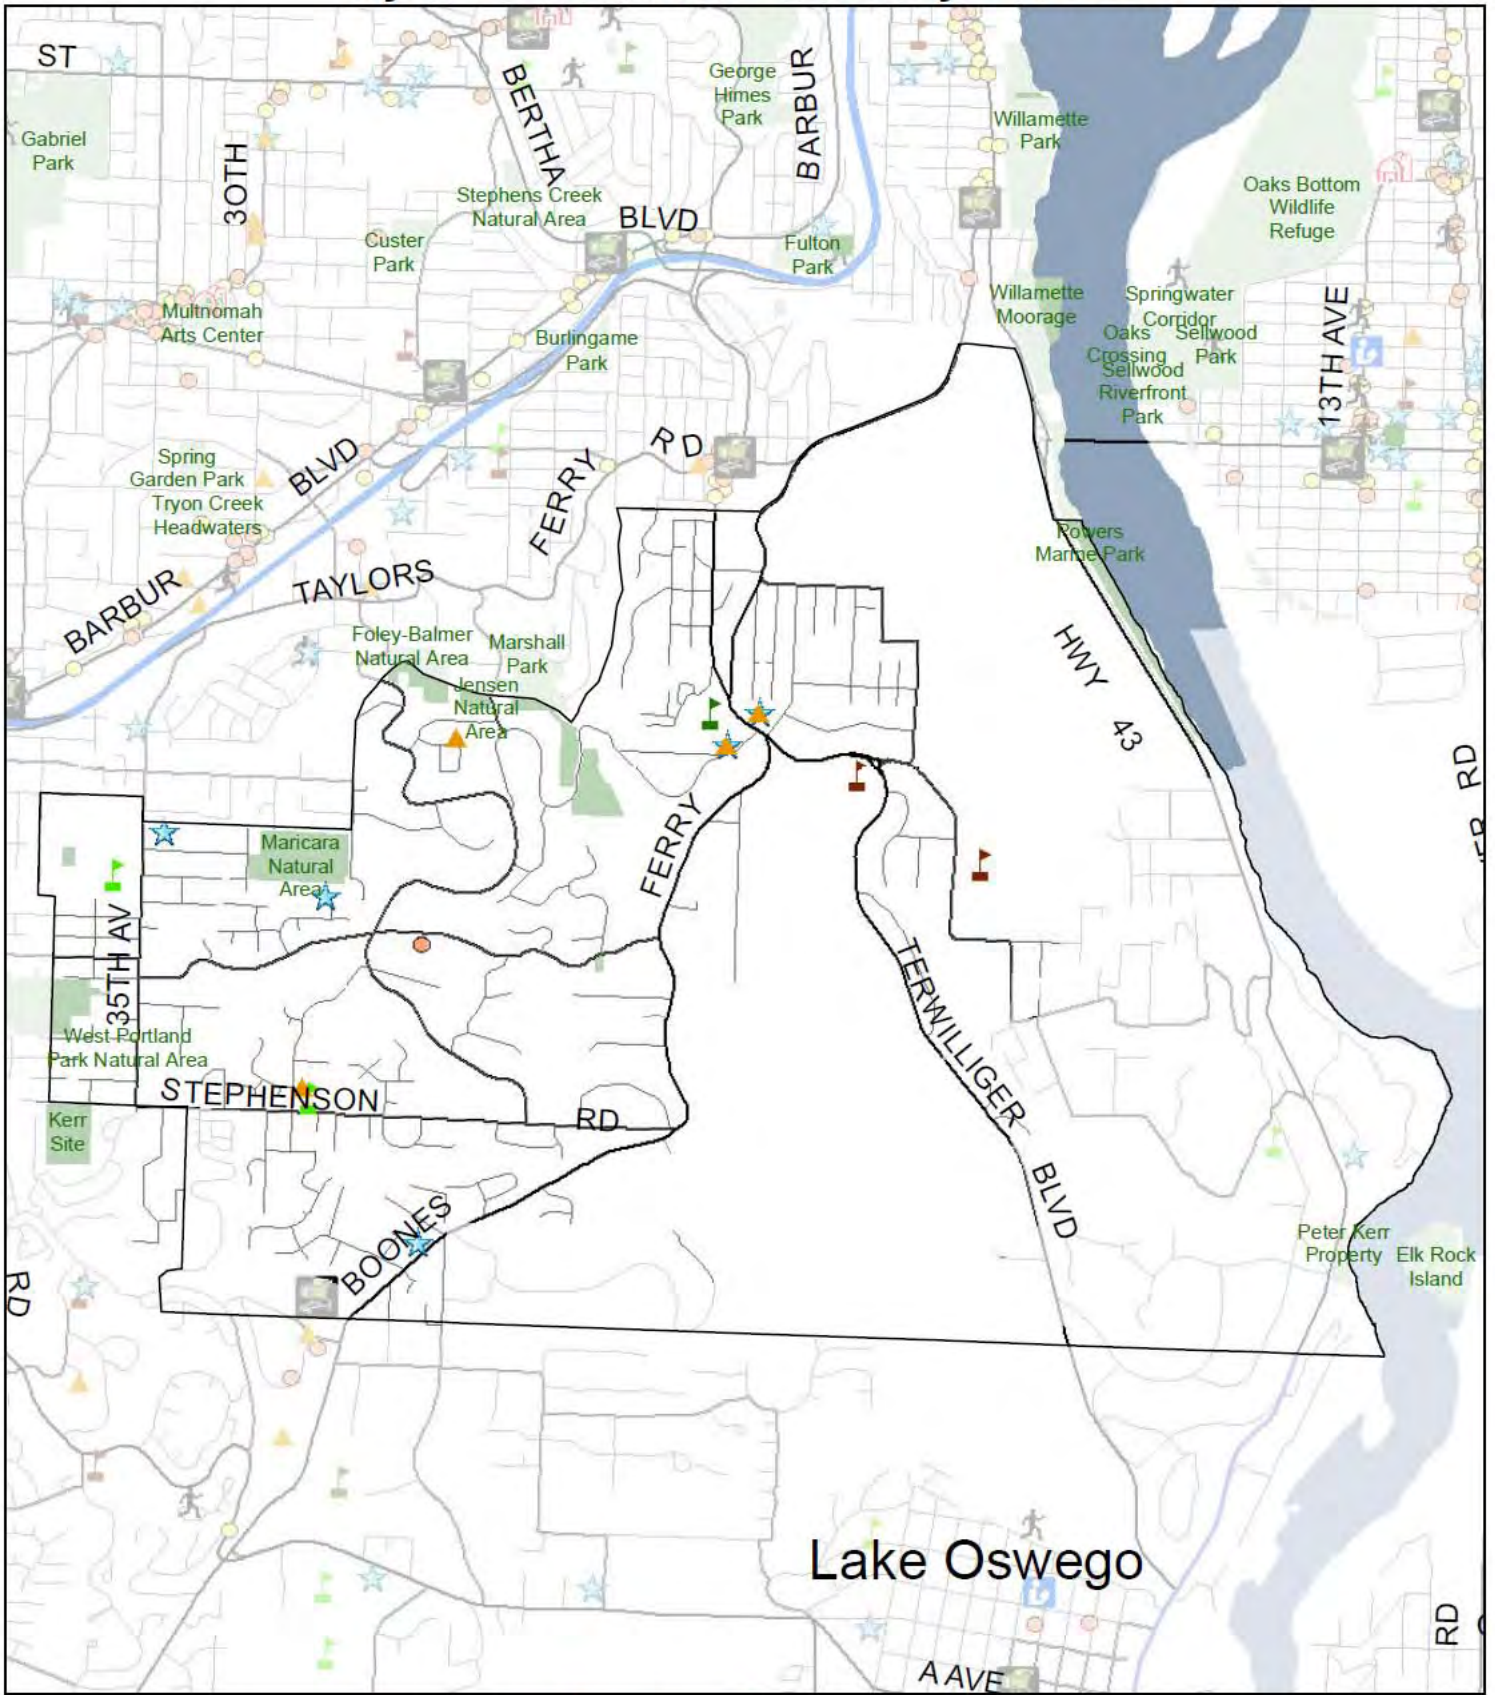 ST
BERTHA
BLVD
BARBUR
George
Himes
Park
Willamette
Park
Gabriel
Park
30TH
Stephens Creek
Natural Area
Custer
Park
Fulton
Park
Oaks Bottom
Wildlife
Refuge
Multnomah
Arts Center
Burlingame
Park
Willamette
Moorage
Springwater
Corridor
Oaks
Crossing
Sellwood
Park
Sellwood
Riverfront
Park
13TH AVE
Spring
Garden Park
Tryon Creek
Headwaters
BARBUR
BLVD
TAYLORS
FERRY
RD
Powers
Marine Park
HWY
43
Foley-Balmer
Natural Area
Marshall
Park
Jensen
Natural
Area
RD
Maricara
Natural
Area
FERRY
35TH AV
West Portland
Park Natural Area
STEPHENSON
RD
Kerr
Site
TERWILLIGER
BLVD
BOONES
RD
Peter Kerr
Property
Elk Rock
Island
Lake Oswego
A AVE
RD